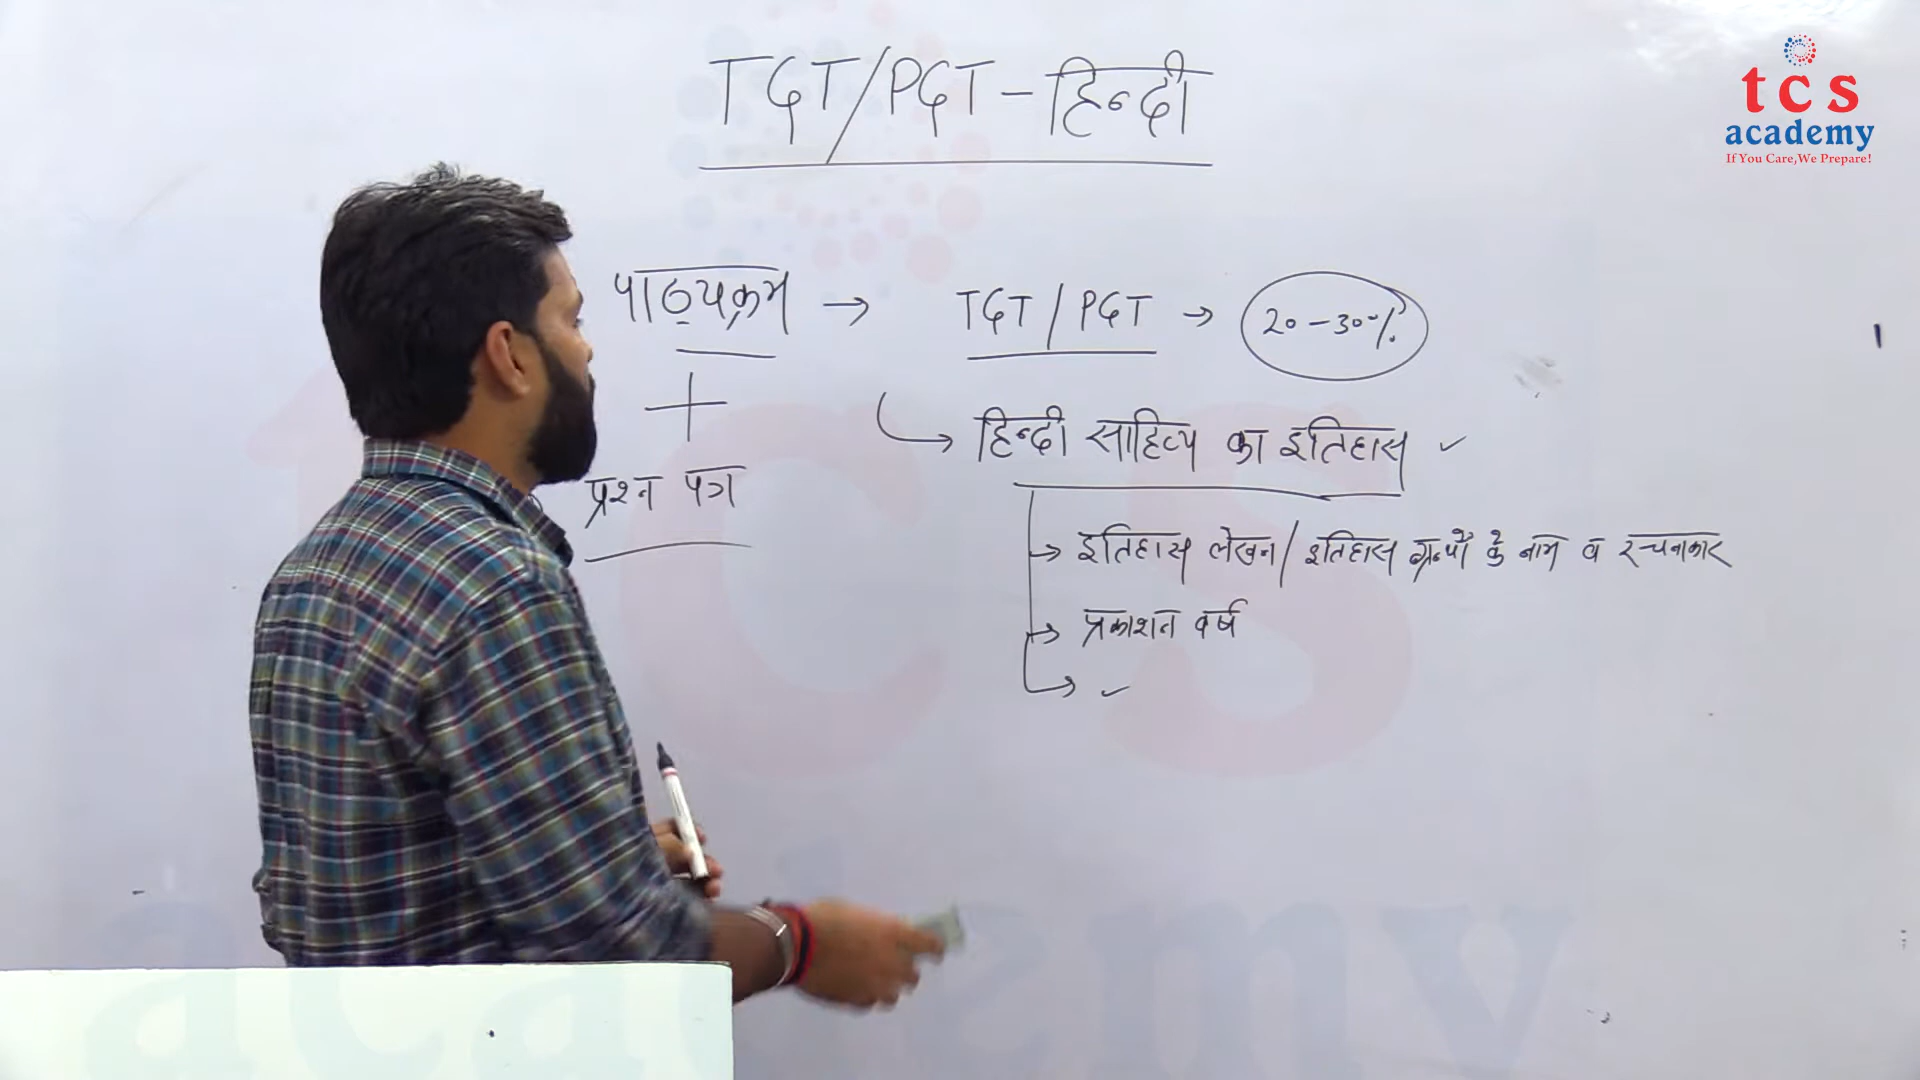 TGT/PGT - हिन्दी
tcs
academy
If You Care,We Prepare!
पाठ्यक्रम → TGT / PGT → 20-30%
+
→ हिन्दी साहित्य का इतिहास ✓
प्रश्न पत्र
→ इतिहास लेखन / इतिहास ग्रन्थों के नाम व रचनाकार
→ प्रकाशन वर्ष
→ ✓